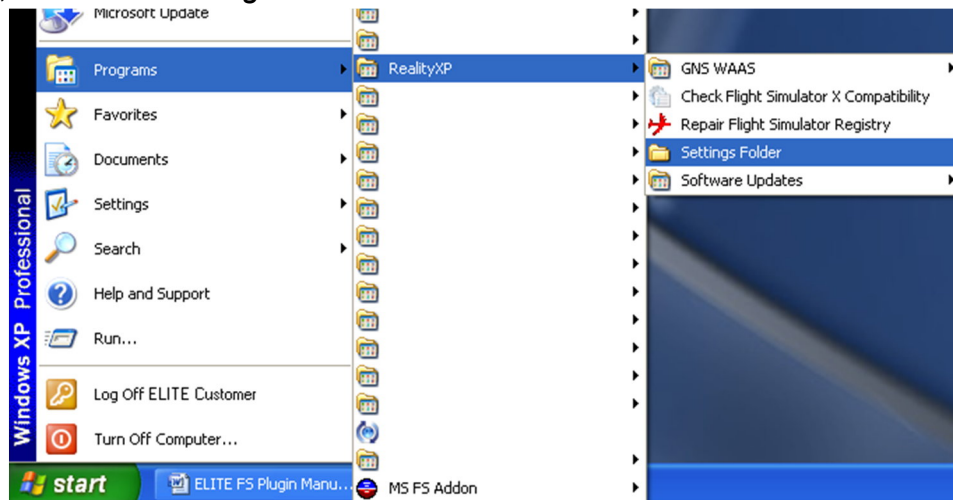 Microsoft Update
Programs
Favorites
Documents
Settings
Search
Help and Support
Run...
Log Off ELITE Customer
Turn Off Computer...
Windows XP Professional
RealityXP
MS FS Addon
GNS WAAS
Check Flight Simulator X Compatibility
Repair Flight Simulator Registry
Settings Folder
Software Updates
start
ELITE FS Plugin Manu...